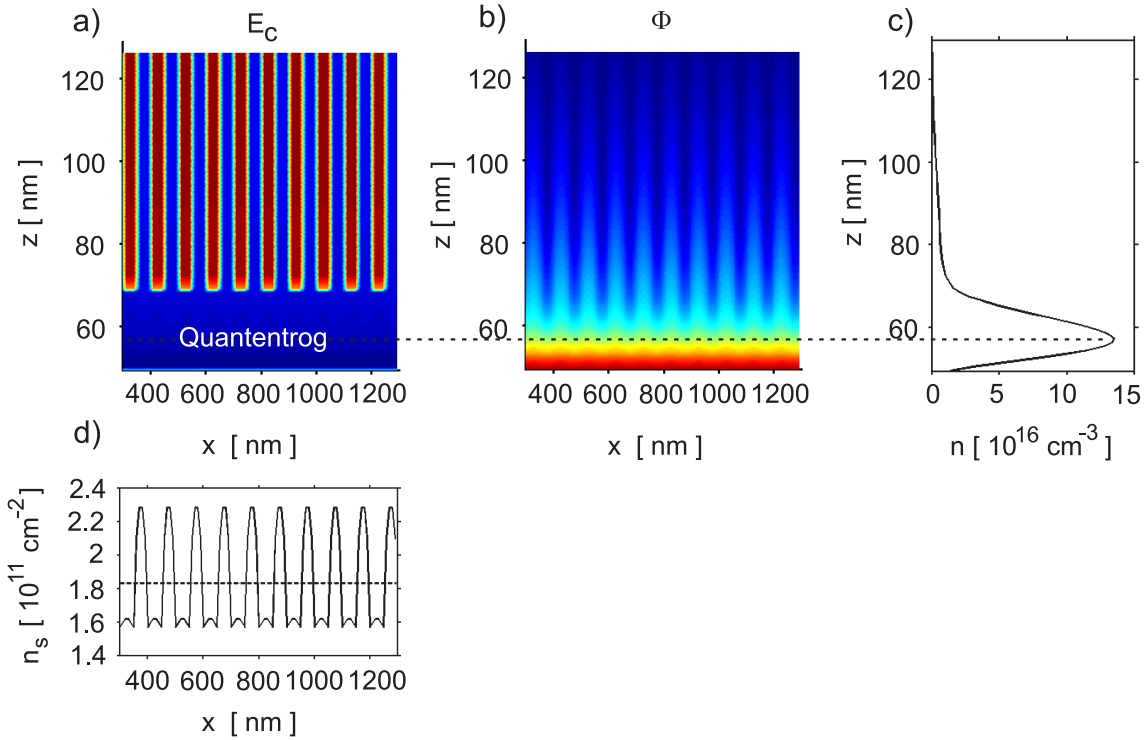 a)
E_c
z [ nm ]
120
100
80
60
Quantentrog
400 600 800 1000 1200
x [ nm ]
b)
Φ
z [ nm ]
120
100
80
60
400 600 800 1000 1200
x [ nm ]
c)
z [ nm ]
120
100
80
60
0 5 10 15
n [ 10^16 cm^-3 ]
d)
n_s [ 10^11 cm^-2 ]
2.4
2.2
2
1.8
1.6
1.4
400 600 800 1000 1200
x [ nm ]